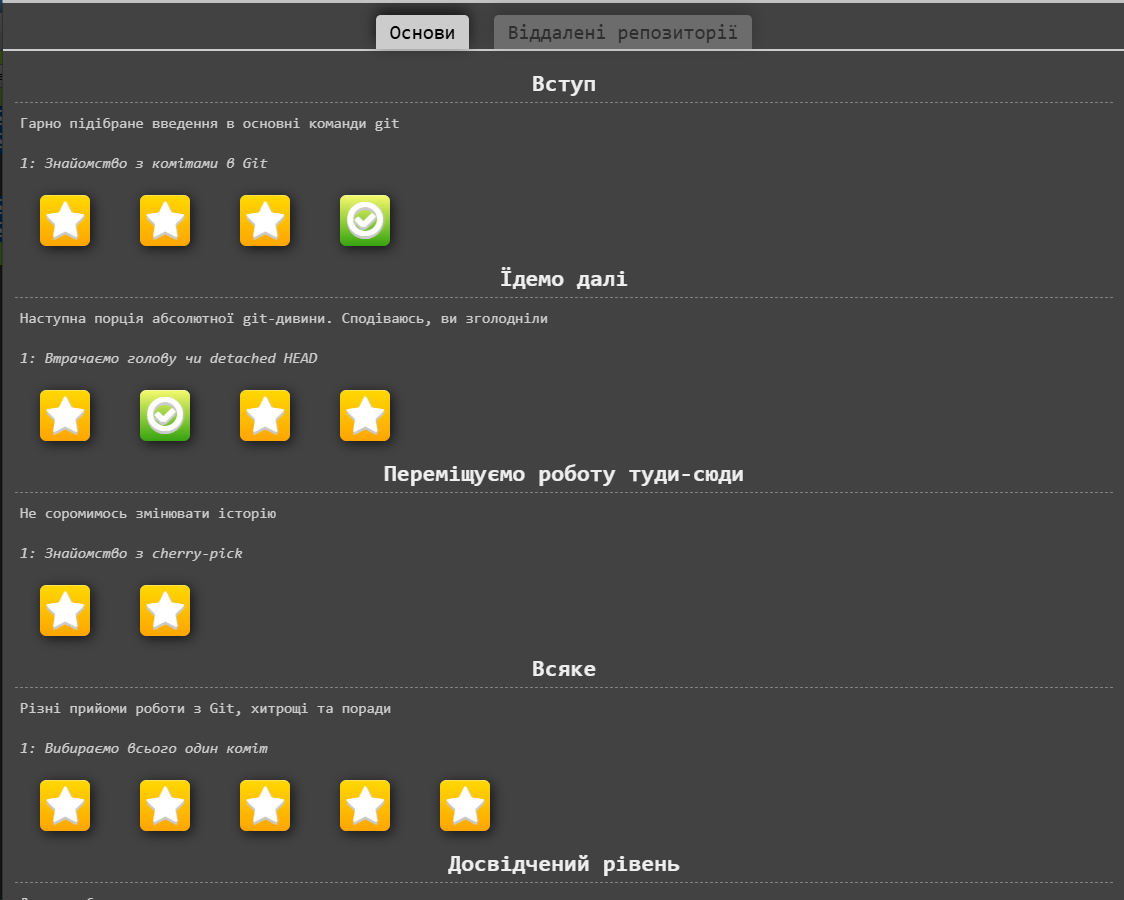 Основи Віддалені репозиторії
Вступ
Гарно підібране введення в основні команди git
1: Знайомство з комітами в Git
Їдемо далі
Наступна порція абсолютної git-дивини. Сподіваюсь, ви зголодніли
1: Втрачаємо голову чи detached HEAD
Переміщуємо роботу туди-сюди
Не соромимось змінювати історію
1: Знайомство з cherry-pick
Всяке
Різні прийоми роботи з Git, хитрощі та поради
1: Вибираємо всього один коміт
Досвідчений рівень